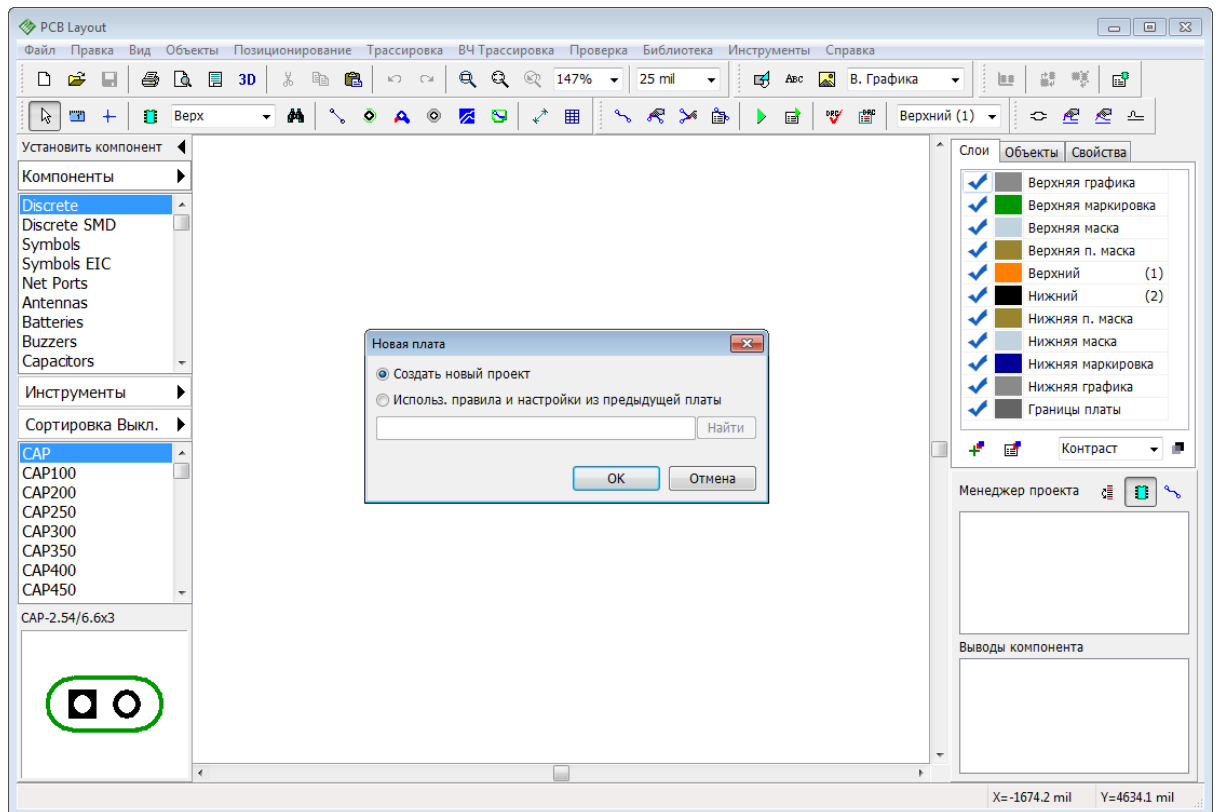 PCB Layout
Файл Правка Вид Объекты Позиционирование Трассировка ВЧ Трассировка Проверка Библиотека Инструменты Справка
3D 147% 25 mil ABC В. Графика
Верх DRC Верхний (1)
Установить компонент
Компоненты
Discrete
Discrete SMD
Symbols
Symbols EIC
Net Ports
Antennas
Batteries
Buzzers
Capacitors
Инструменты
Сортировка Выкл.
CAP
CAP100
CAP200
CAP250
CAP300
CAP350
CAP400
CAP450
CAP-2.54/6.6x3
Новая плата
Создать новый проект
Использ. правила и настройки из предыдущей платы
Найти
OK Отмена
Слои Объекты Свойства
Верхняя графика
Верхняя маркировка
Верхняя маска
Верхняя п. маска
Верхний (1)
Нижний (2)
Нижняя п. маска
Нижняя маска
Нижняя маркировка
Нижняя графика
Границы платы
Контраст
Менеджер проекта
Выводы компонента
X=-1674.2 mil Y=4634.1 mil